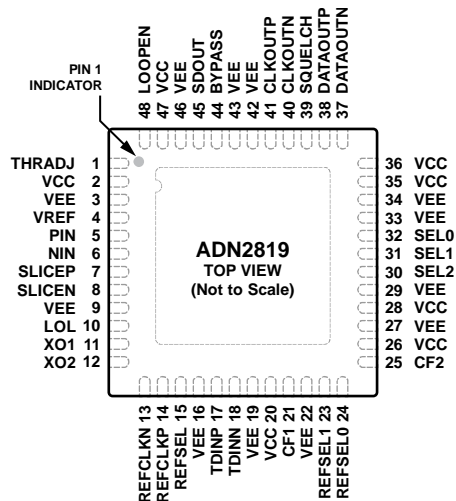 PIN 1
INDICATOR
48 LOOPEN
47 VCC
46 VEE
45 SDOUT
44 BYPASS
43 VEE
42 VEE
41 CLKOUTP
40 CLKOUTN
39 SQUELCH
38 DATAOUTP
37 DATAOUTN
THRADJ 1
VCC 2
VEE 3
VREF 4
PIN 5
NIN 6
SLICEP 7
SLICEN 8
VEE 9
LOL 10
XO1 11
XO2 12
ADN2819
TOP VIEW
(Not to Scale)
36 VCC
35 VCC
34 VEE
33 VEE
32 SEL0
31 SEL1
30 SEL2
29 VEE
28 VCC
27 VEE
26 VCC
25 CF2
REFCLKN 13
REFCLKP 14
REFSEL 15
VEE 16
TDINP 17
TDINN 18
VEE 19
VCC 20
CF1 21
VEE 22
REFSEL1 23
REFSEL0 24